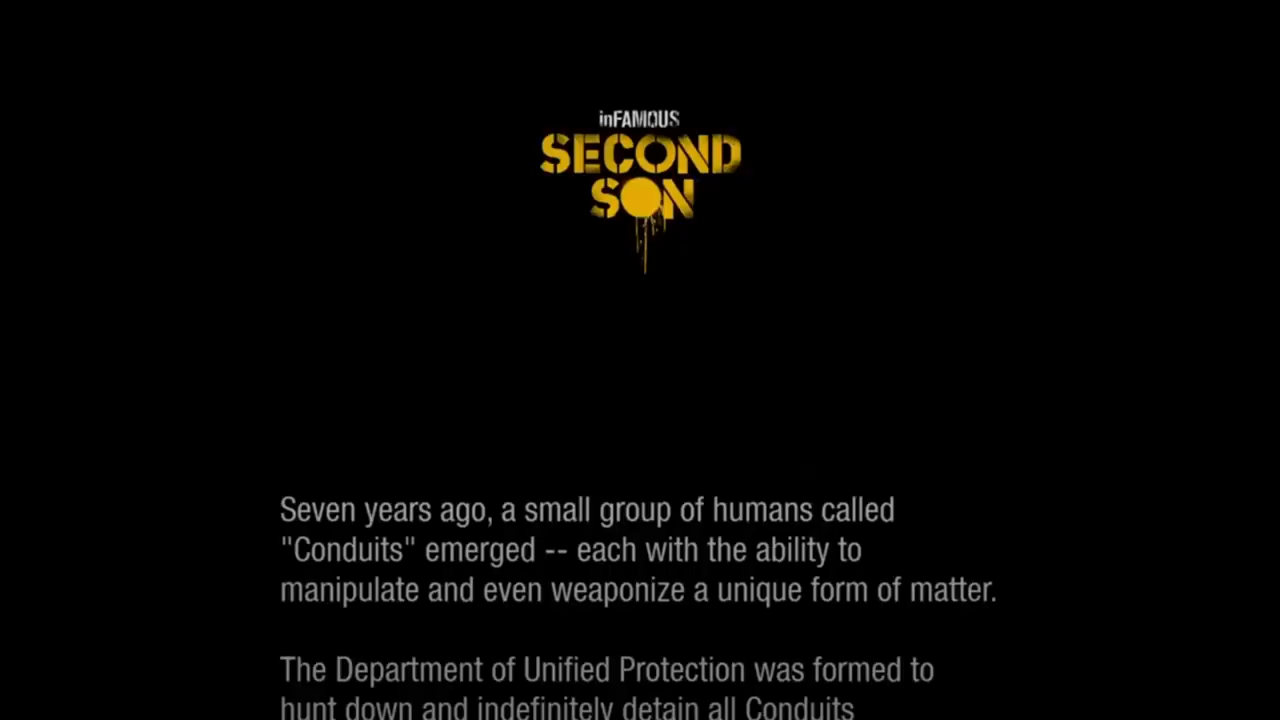 inFAMOUS
SECOND
SON
Seven years ago, a small group of humans called
"Conduits" emerged -- each with the ability to
manipulate and even weaponize a unique form of matter.
The Department of Unified Protection was formed to
hunt down and indefinitely detain all Conduits